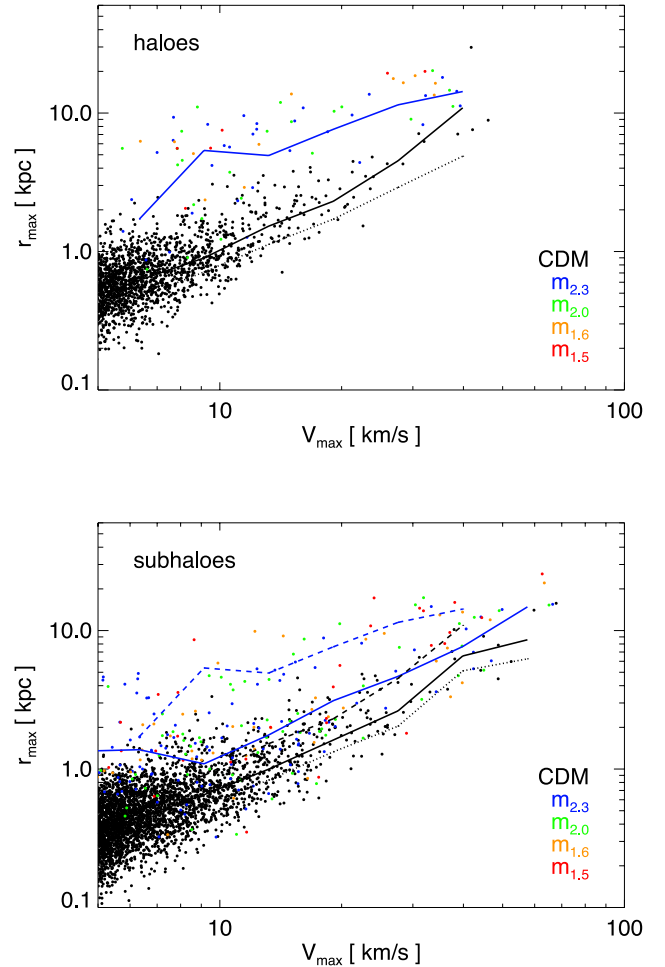 haloes
r_max [ kpc ]
10.0
1.0
0.1
CDM
m_2.3
m_2.0
m_1.6
m_1.5
10
100
V_max [ km/s ]
subhaloes
r_max [ kpc ]
10.0
1.0
0.1
CDM
m_2.3
m_2.0
m_1.6
m_1.5
10
100
V_max [ km/s ]